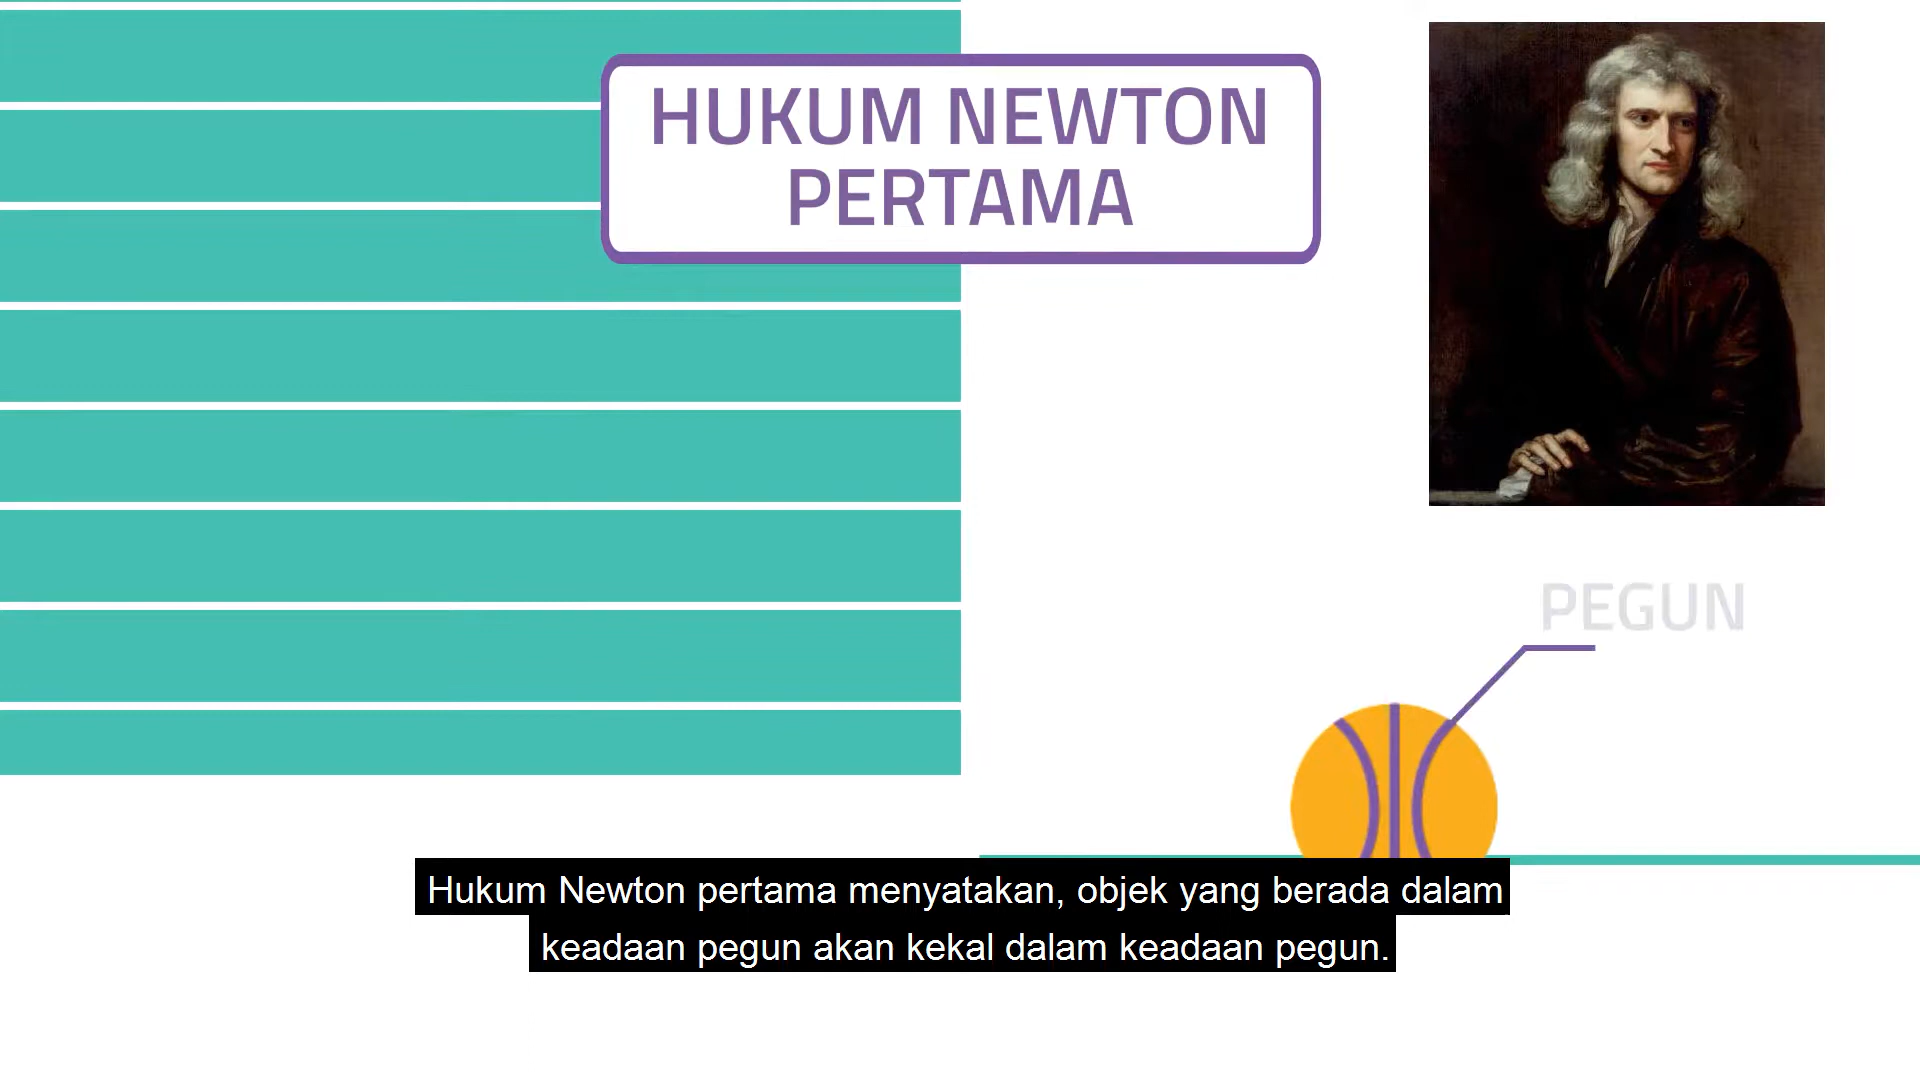 HUKUM NEWTON
PERTAMA
PEGUN
Hukum Newton pertama menyatakan, objek yang berada dalam
keadaan pegun akan kekal dalam keadaan pegun.